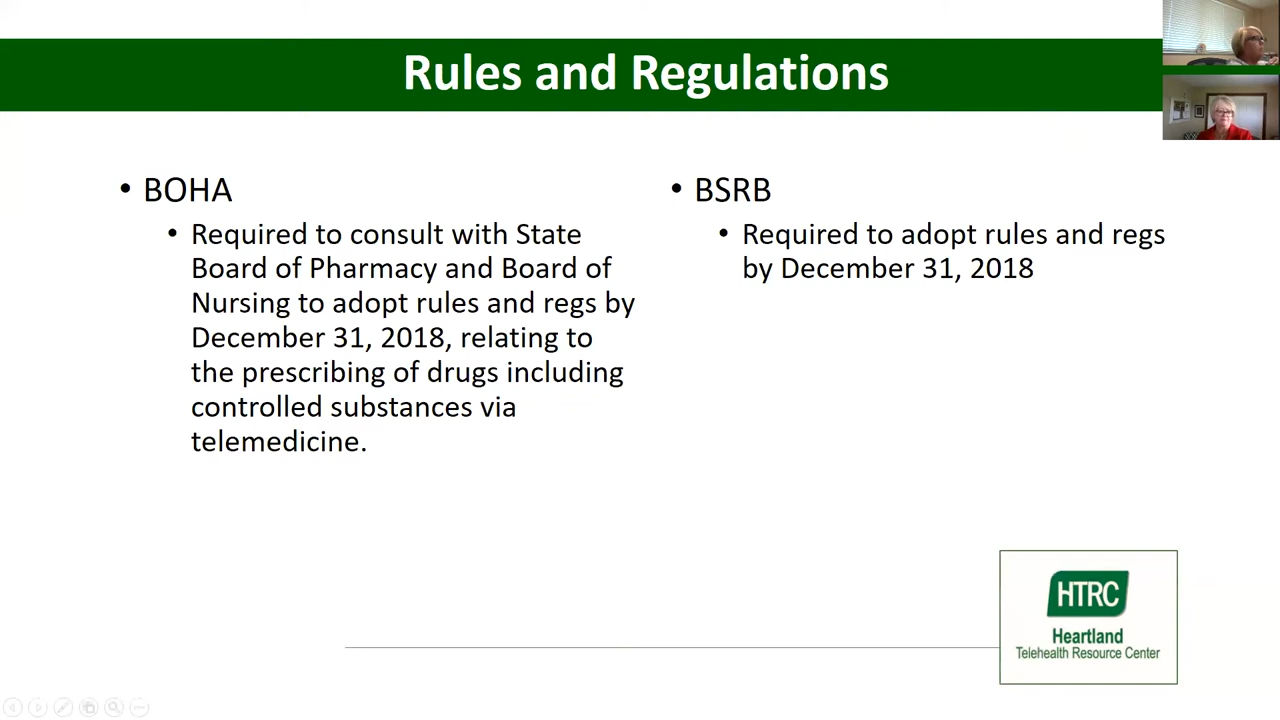 Rules and Regulations
• BOHA
• Required to consult with State
Board of Pharmacy and Board of
Nursing to adopt rules and regs by
December 31, 2018, relating to
the prescribing of drugs including
controlled substances via
telemedicine.
• BSRB
• Required to adopt rules and regs
by December 31, 2018
HTRC
Heartland
Telehealth Resource Center